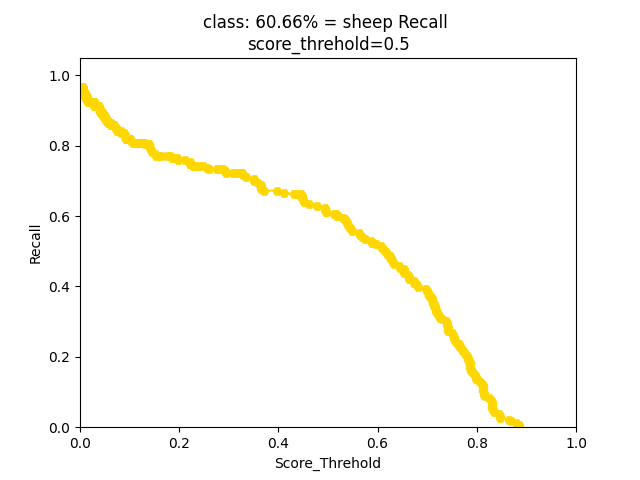 class: 60.66% = sheep Recall
score_threhold=0.5
1.0
0.8
0.6
0.4
0.2
0.0
Recall
0.0 0.2 0.4 0.6 0.8 1.0
Score_Threhold